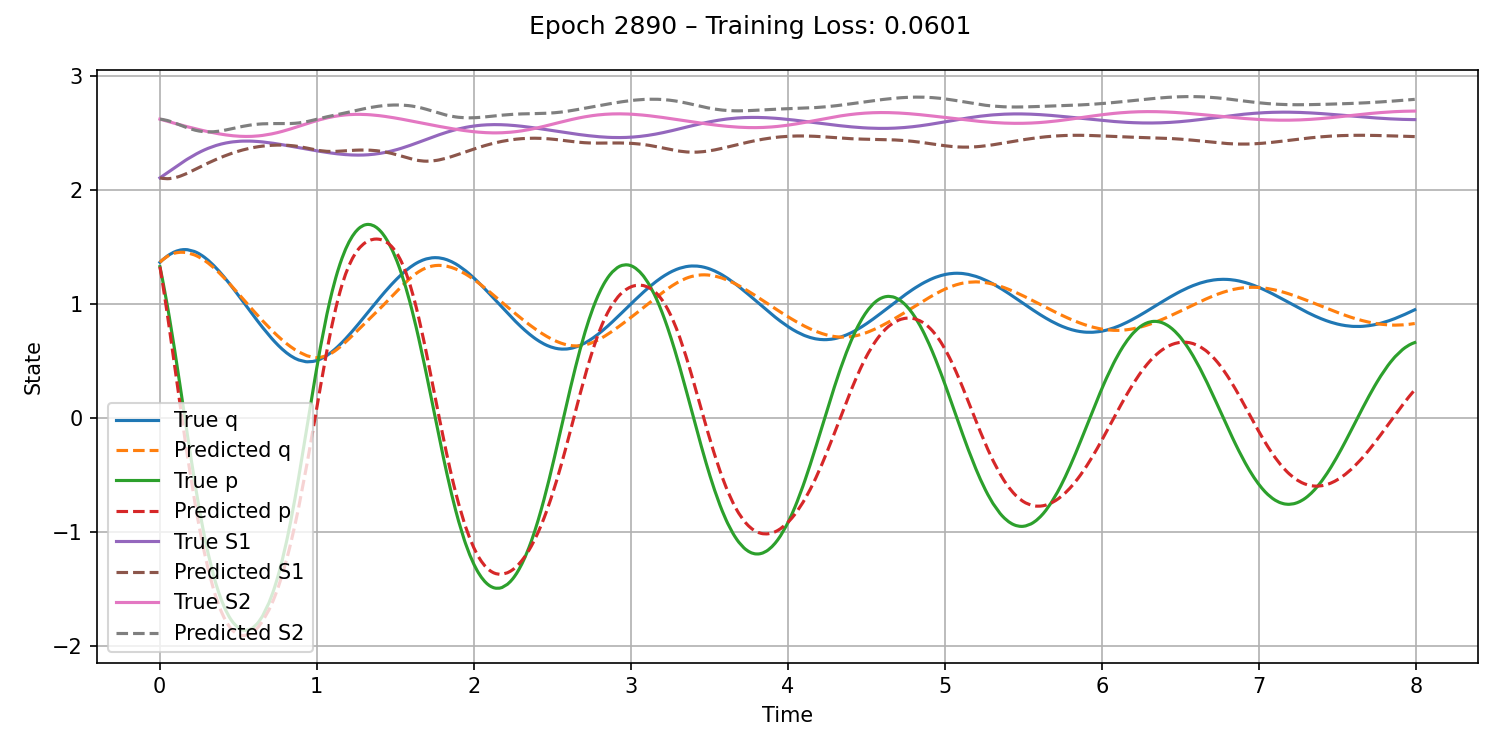 Epoch 2890 – Training Loss: 0.0601
3
2
1
0
−1
−2
State
True q
Predicted q
True p
Predicted p
True S1
Predicted S1
True S2
Predicted S2
0 1 2 3 4 5 6 7 8
Time